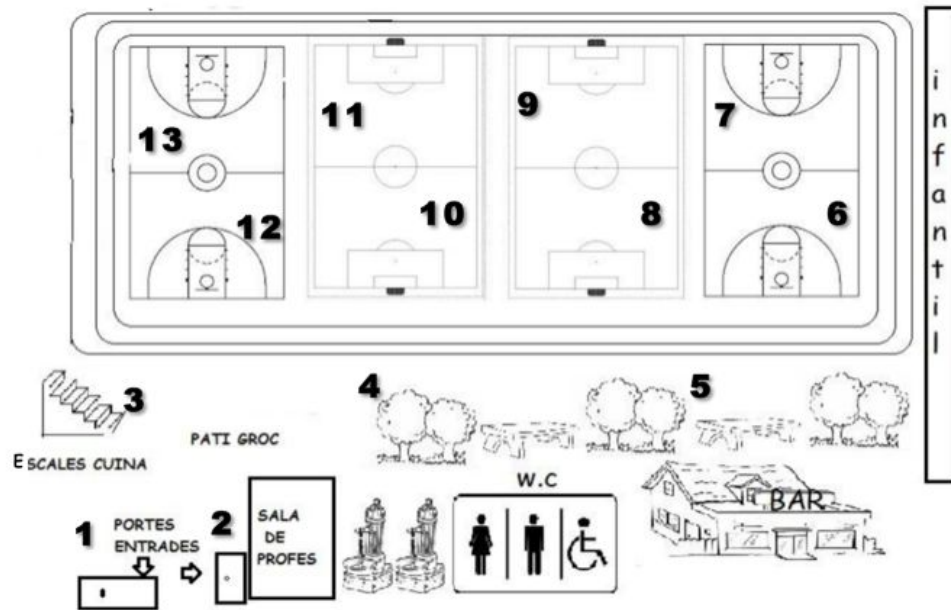 11
9
7
13
10
8
6
12
infantil
3
4
5
PATI GROC
ESCALES CUINA
W.C
BAR
1
PORTES
ENTRADES
2
SALA
DE
PROFES